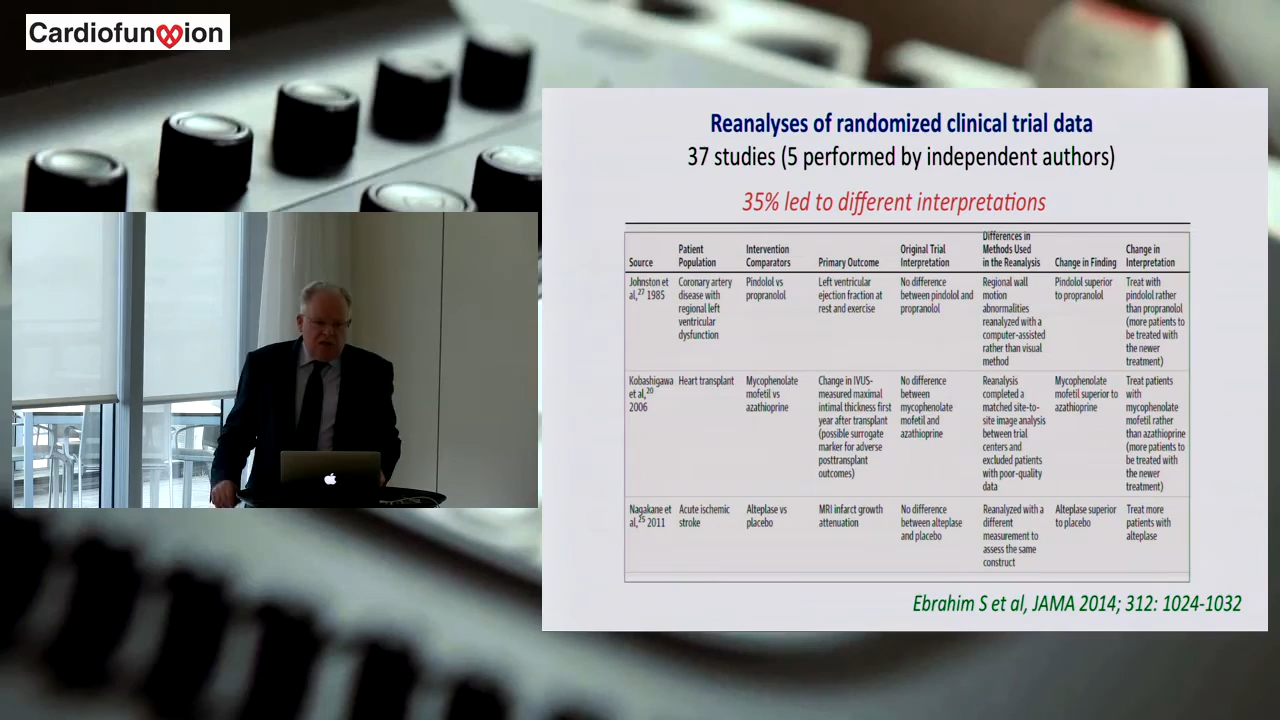 Cardiofunxion
Reanalyses of randomized clinical trial data
37 studies (5 performed by independent authors)
35% led to different interpretations
Source
Patient
Population
Intervention
Comparators
Primary Outcome
Original Trial
Interpretation
Differences in
Methods Used
in the Reanalysis
Change in Finding
Change in
Interpretation
Johnston et
al,27 1985
Coronary artery
disease with
regional left
ventricular
dysfunction
Pindolol vs
propranolol
Left ventricular
ejection fraction at
rest and exercise
No difference
between pindolol and
propranolol
Regional wall
motion
abnormalities
reanalyzed with a
computer-assisted
rather than visual
method
Pindolol superior
to propranolol
Treat with
pindolol rather
than propranolol
(more patients to
be treated with
the newer
treatment)
Kobashigawa
et al,20
2006
Heart transplant
Mycophenolate
mofetil vs
azathioprine
Change in IVUS-
measured maximal
intimal thickness first
year after transplant
(possible surrogate
marker for adverse
posttransplant
outcomes)
No difference
between
mycophenolate
mofetil and
azathioprine
Reanalysis
completed a
matched site-to-
site image analysis
between trial
centers and
excluded patients
with poor-quality
data
Mycophenolate
mofetil superior to
azathioprine
Treat patients
with
mycophenolate
mofetil rather
than azathioprine
(more patients to
be treated with
the newer
treatment)
Nagakane et
al,25 2011
Acute ischemic
stroke
Alteplase vs
placebo
MRI infarct growth
attenuation
No difference
between alteplase
and placebo
Reanalyzed with a
different
measurement to
assess the same
construct
Alteplase superior
to placebo
Treat more
patients with
alteplase
Ebrahim S et al, JAMA 2014; 312: 1024-1032